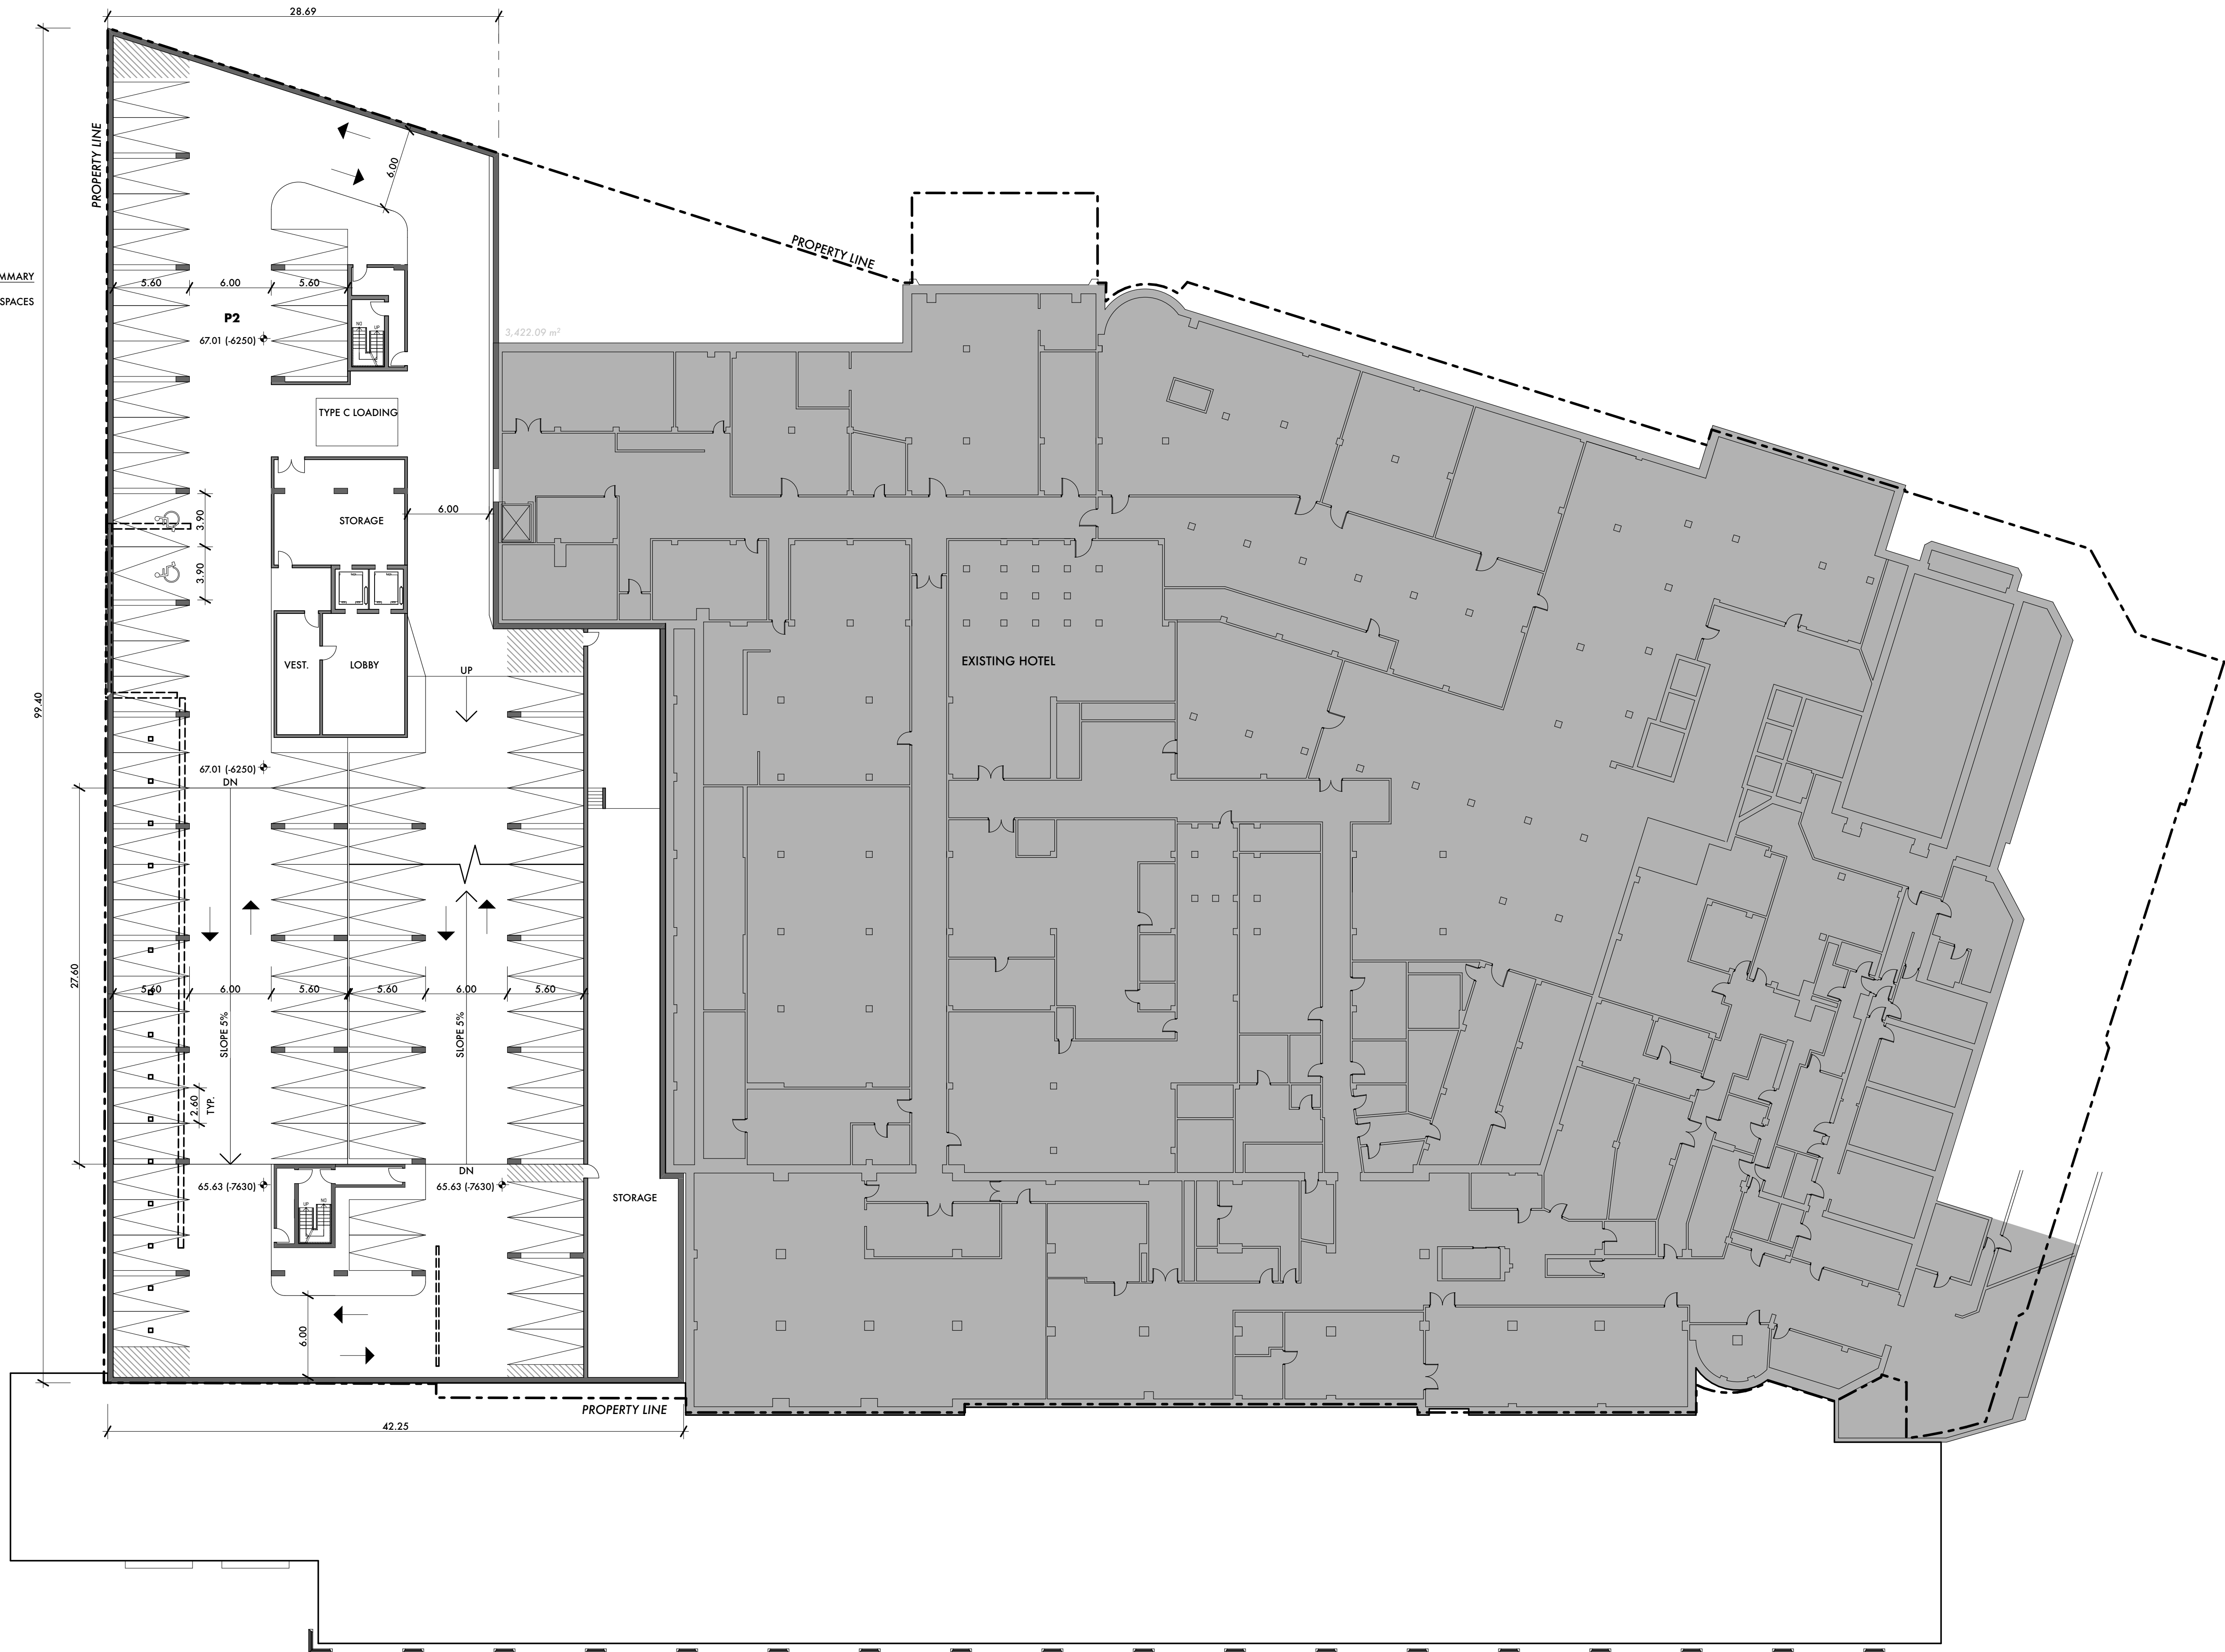 28.69
PROPERTY LINE
6.00
PROPERTY LINE
MMARY
SPACES
5.60
6.00
5.60
P2
67.01 (-6250)
DN
UP
3,422.09 m²
TYPE C LOADING
STORAGE
6.00
3.90
3.90
VEST.
LOBBY
UP
EXISTING HOTEL
99.40
67.01 (-6250)
DN
27.60
5.60
6.00
5.60
5.60
6.00
5.60
SLOPE 5%
SLOPE 5%
2.60
TYP.
DN
65.63 (-7630)
65.63 (-7630)
UP
DN
STORAGE
6.00
PROPERTY LINE
42.25